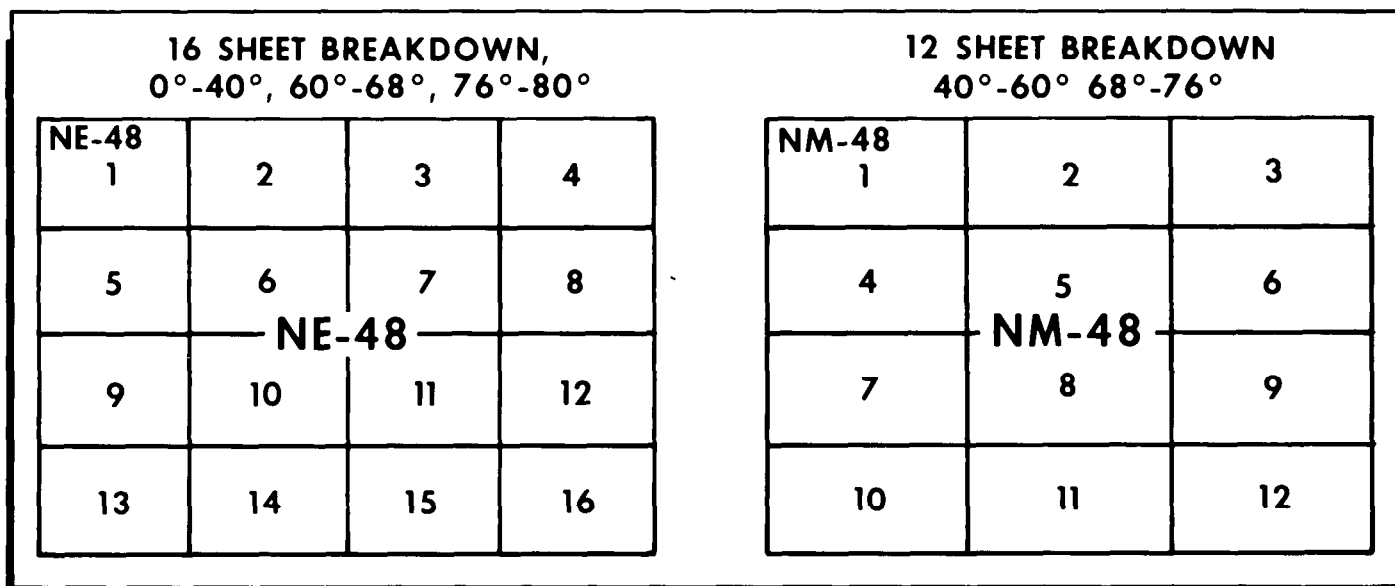 16 SHEET BREAKDOWN,
0°-40°, 60°-68°, 76°-80°
NE-48
1 2 3 4
5 6 7 8
NE-48
9 10 11 12
13 14 15 16
12 SHEET BREAKDOWN
40°-60° 68°-76°
NM-48
1 2 3
4 5 6
NM-48
7 8 9
10 11 12